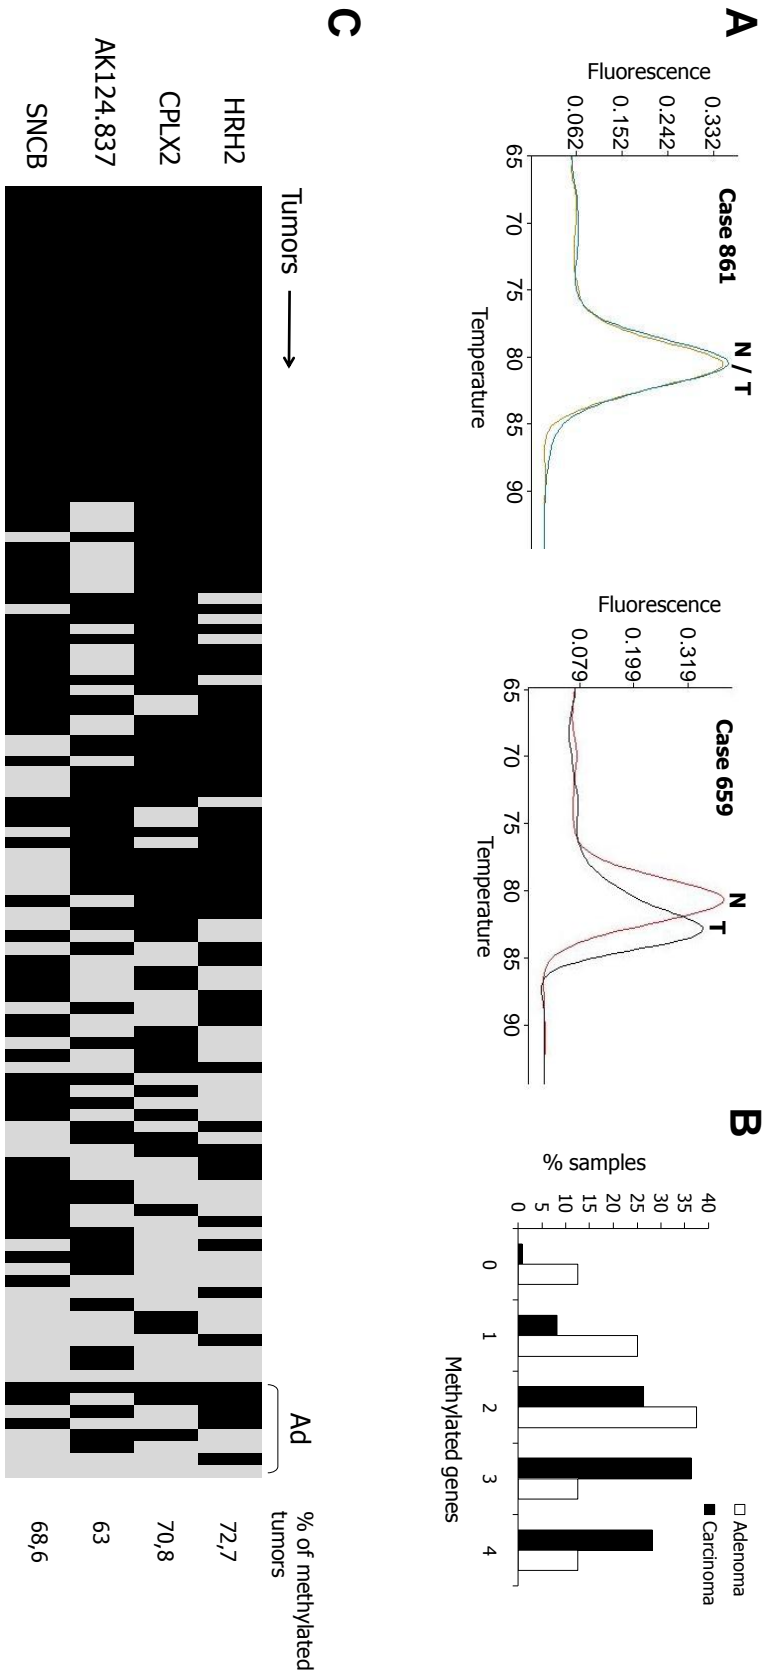 A
Case 861
N / T
Fluorescence
0.332
0.242
0.152
0.062
65 70 75 80 85 90
Temperature
Case 659
N
T
Fluorescence
0.319
0.199
0.079
65 70 75 80 85 90
Temperature
B
Adenoma
Carcinoma
% samples
40
35
30
25
20
15
10
5
0
0 1 2 3 4
Methylated genes
C
Tumors
Ad
% of methylated
tumors
HRH2 72,7
CPLX2 70,8
AK124.837 63
SNCB 68,6